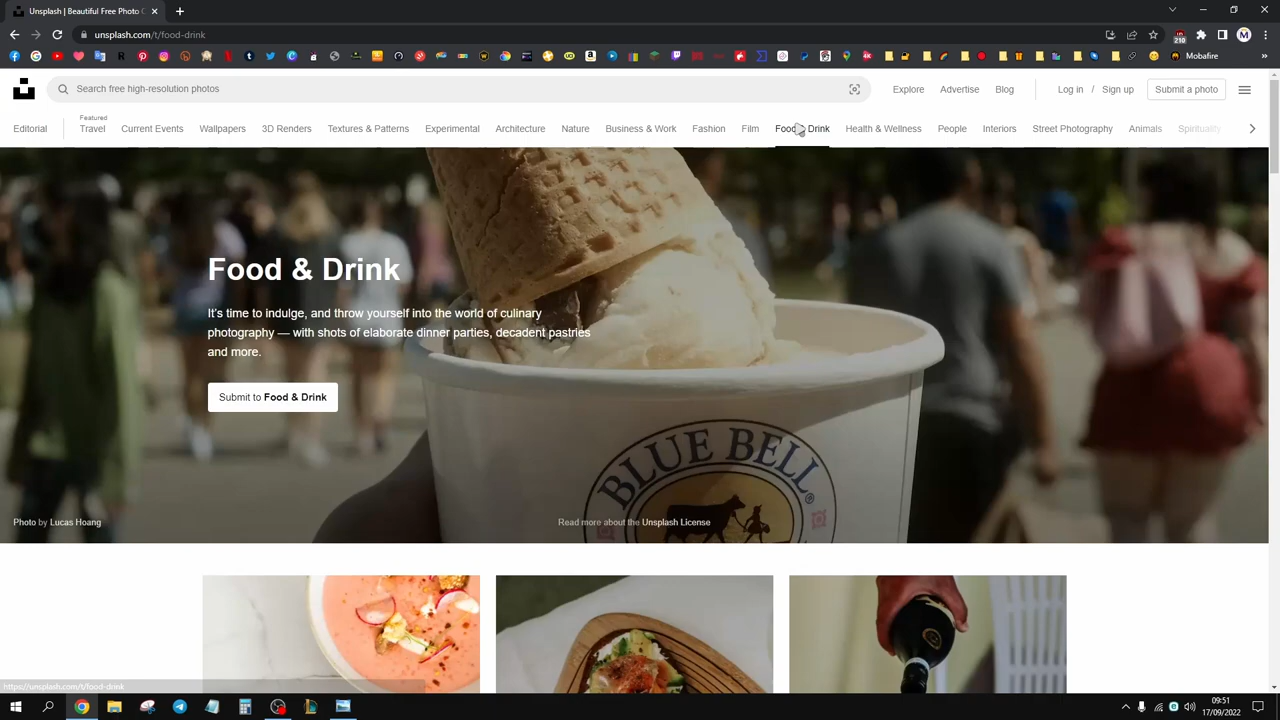 Unsplash | Beautiful Free Photo
unsplash.com/t/food-drink
210
M
Mobafire
Search free high-resolution photos
Explore
Advertise
Blog
Log in / Sign up
Submit a photo
Featured
Editorial
Travel
Current Events
Wallpapers
3D Renders
Textures & Patterns
Experimental
Architecture
Nature
Business & Work
Fashion
Film
Food & Drink
Health & Wellness
People
Interiors
Street Photography
Animals
Spirituality
Food & Drink
It's time to indulge, and throw yourself into the world of culinary
photography — with shots of elaborate dinner parties, decadent pastries
and more.
Submit to Food & Drink
BLUE BELL®
Photo by Lucas Hoang
Read more about the Unsplash License
https://unsplash.com/t/food-drink
09:51
17/09/2022